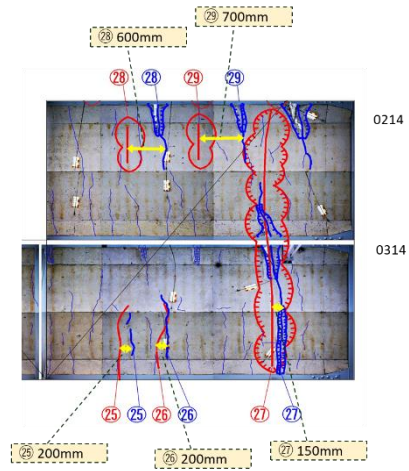 ㉙ 700mm
㉘ 600mm
㉘ ㉘ ㉙ ㉙
0214
0314
㉕ ㉕ ㉖ ㉖ ㉗ ㉗
㉕ 200mm
㉖ 200mm
㉗ 150mm